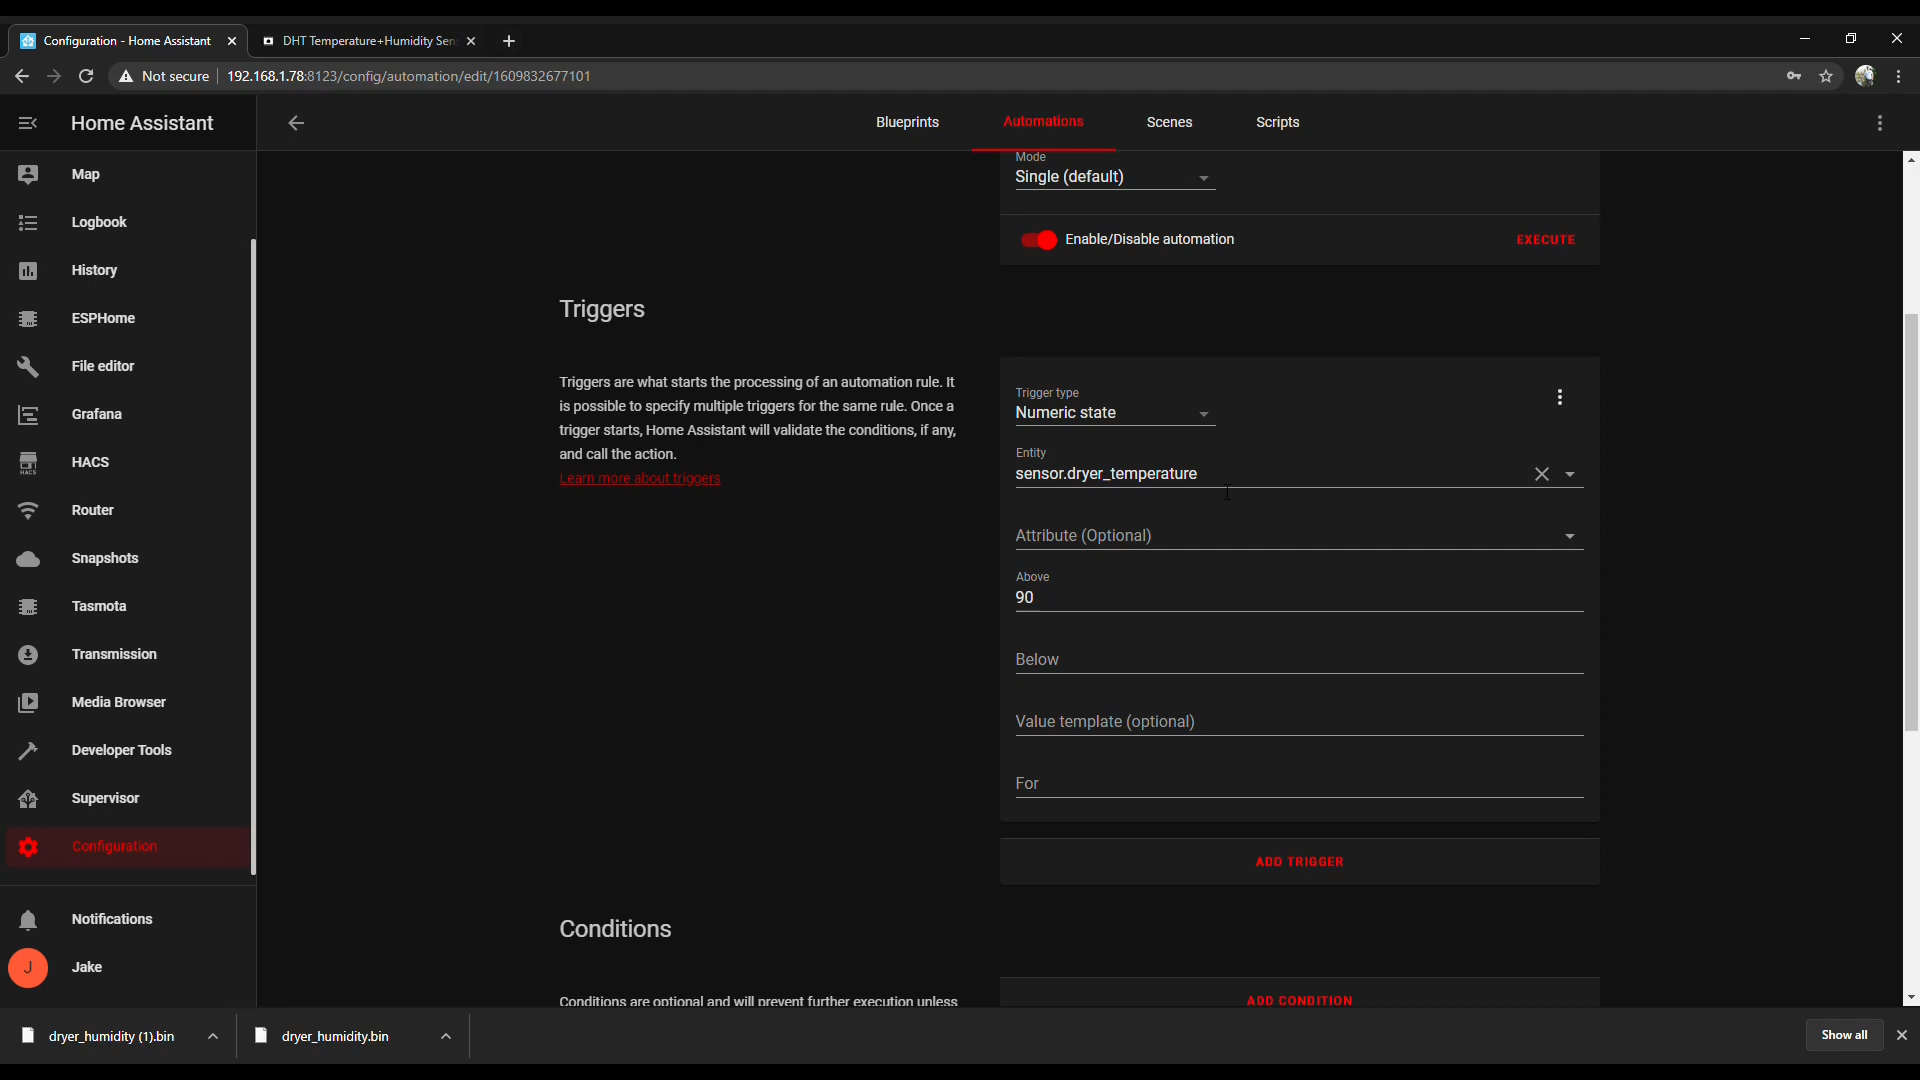 Configuration - Home Assistant
DHT Temperature+Humidity Sen
Not secure
192.168.1.78:8123/config/automation/edit/1609832677101
Home Assistant
Blueprints
Automations
Scenes
Scripts
Map
Logbook
History
ESPHome
File editor
Grafana
HACS
HACS
Router
Snapshots
Tasmota
Transmission
Media Browser
Developer Tools
Supervisor
Configuration
Notifications
J
Jake
Mode
Single (default)
Enable/Disable automation
EXECUTE
Triggers
Triggers are what starts the processing of an automation rule. It
is possible to specify multiple triggers for the same rule. Once a
trigger starts, Home Assistant will validate the conditions, if any,
and call the action.
Learn more about triggers
Trigger type
Numeric state
Entity
sensor.dryer_temperature
Attribute (Optional)
Above
90
Below
Value template (optional)
For
ADD TRIGGER
Conditions
Conditions are optional and will prevent further execution unless
ADD CONDITION
dryer_humidity (1).bin
dryer_humidity.bin
Show all